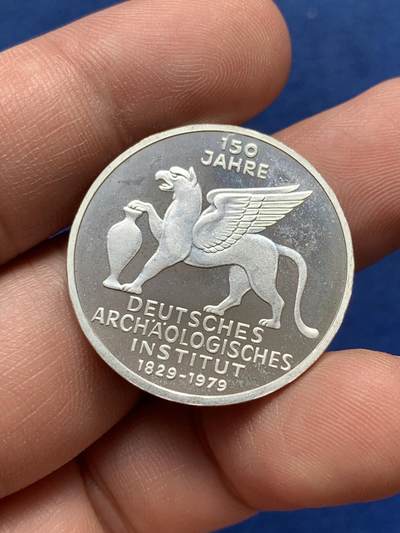 150
JAHRE
DEUTSCHES
ARCHÄOLOGISCHES
INSTITUT
1829-1979